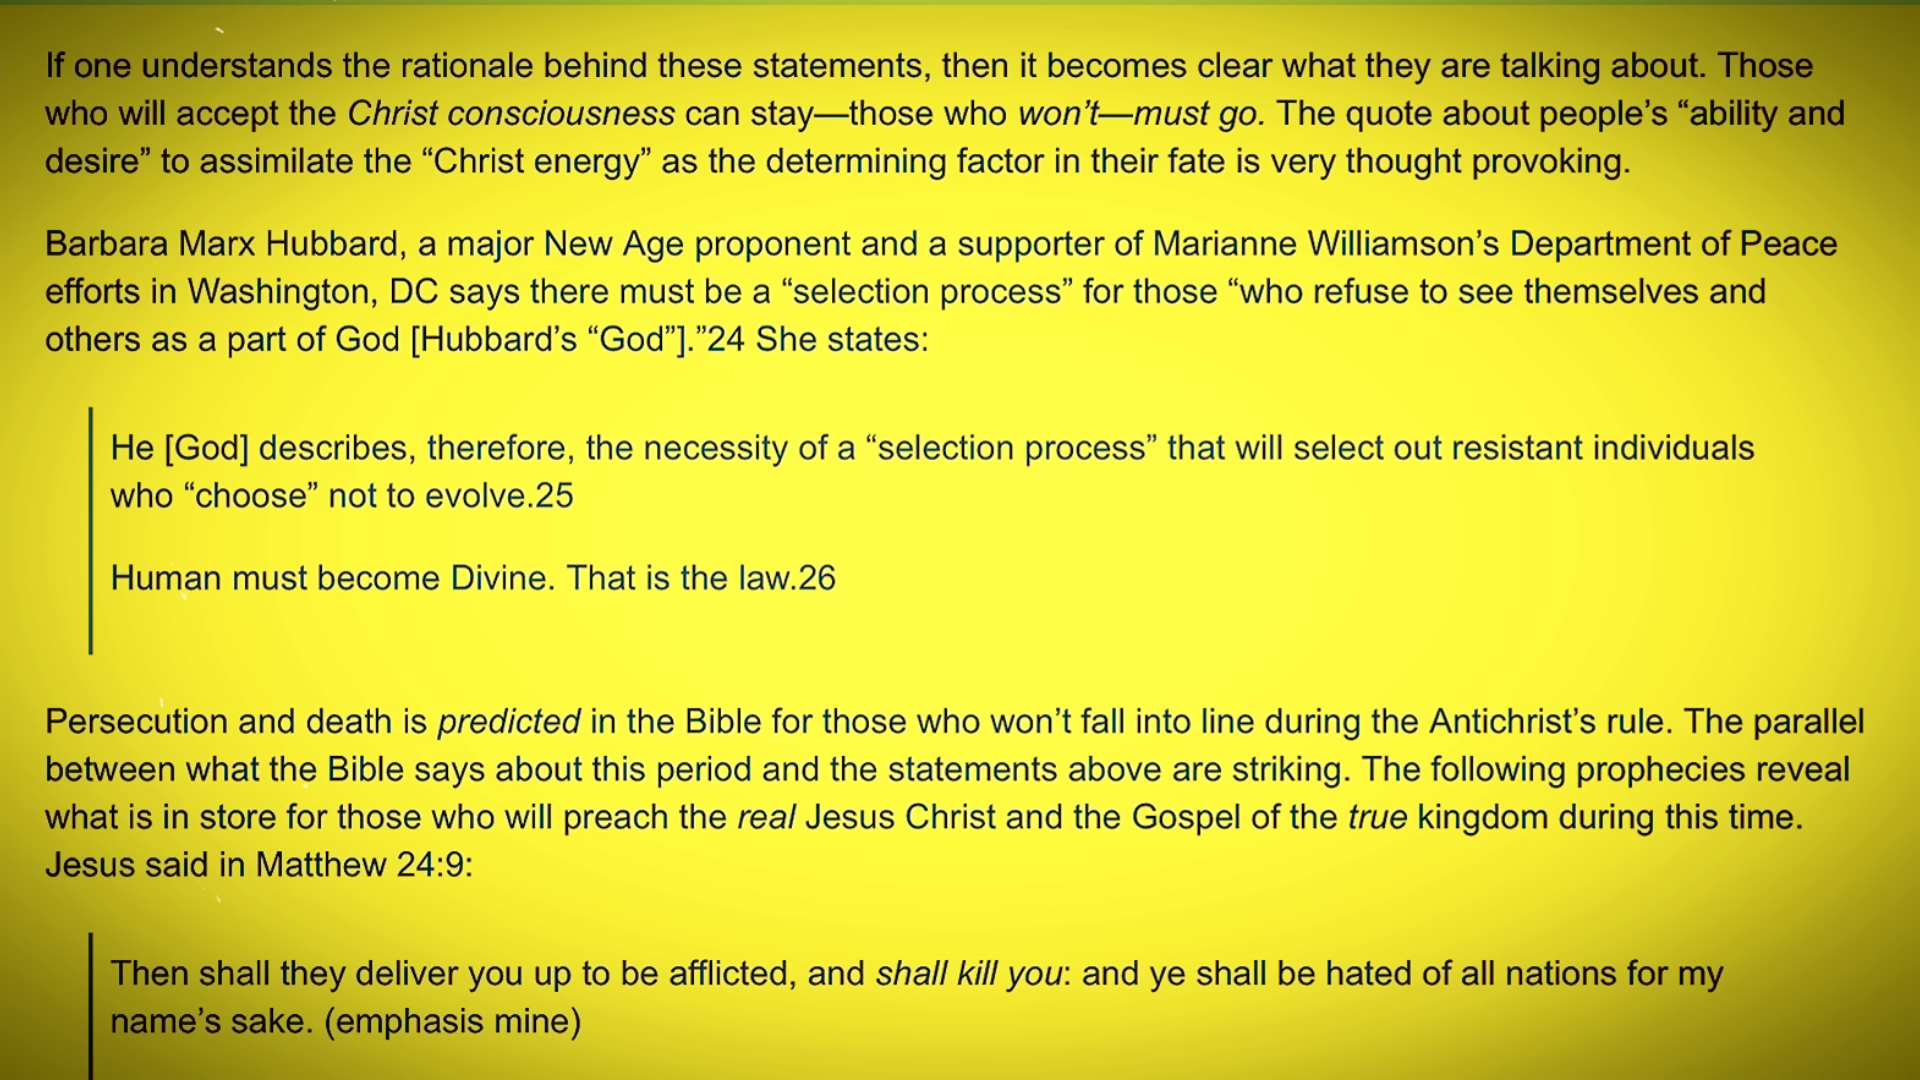 If one understands the rationale behind these statements, then it becomes clear what they are talking about. Those
who will accept the Christ consciousness can stay—those who won’t—must go. The quote about people’s “ability and
desire” to assimilate the “Christ energy” as the determining factor in their fate is very thought provoking.
Barbara Marx Hubbard, a major New Age proponent and a supporter of Marianne Williamson’s Department of Peace
efforts in Washington, DC says there must be a “selection process” for those “who refuse to see themselves and
others as a part of God [Hubbard’s “God”].”24 She states:
He [God] describes, therefore, the necessity of a “selection process” that will select out resistant individuals
who “choose” not to evolve.25
Human must become Divine. That is the law.26
Persecution and death is predicted in the Bible for those who won’t fall into line during the Antichrist’s rule. The parallel
between what the Bible says about this period and the statements above are striking. The following prophecies reveal
what is in store for those who will preach the real Jesus Christ and the Gospel of the true kingdom during this time.
Jesus said in Matthew 24:9:
Then shall they deliver you up to be afflicted, and shall kill you: and ye shall be hated of all nations for my
name’s sake. (emphasis mine)